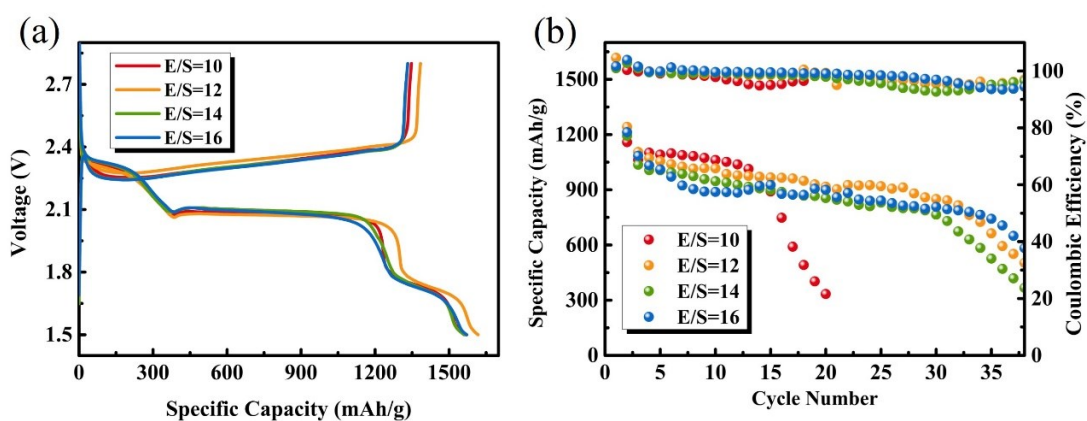 (a)
2.7
2.4
2.1
1.8
1.5
Voltage (V)
E/S=10
E/S=12
E/S=14
E/S=16
0
300
600
900
1200
1500
Specific Capacity (mAh/g)
(b)
1500
1200
900
600
300
0
Specific Capacity (mAh/g)
E/S=10
E/S=12
E/S=14
E/S=16
100
80
60
40
20
0
Coulombic Efficiency (%)
0
5
10
15
20
25
30
35
Cycle Number